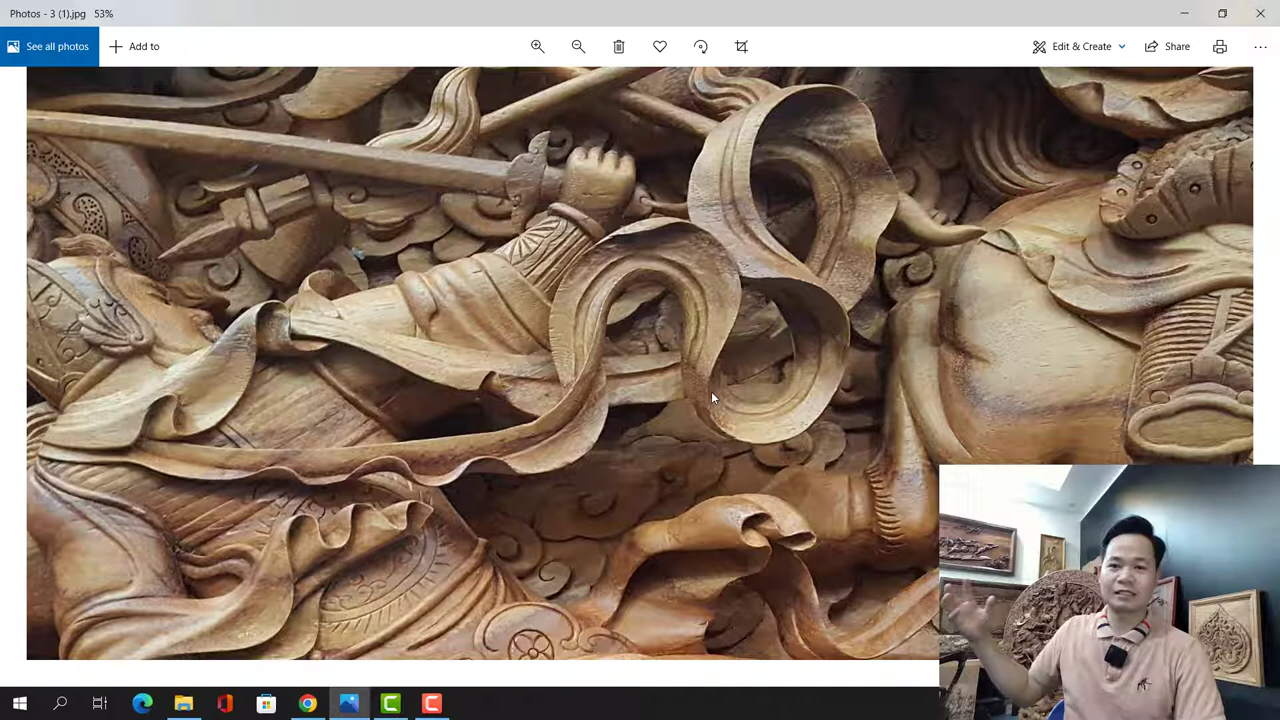 Photos - 3 (1).jpg 53%
See all photos
Add to
Edit & Create
Share